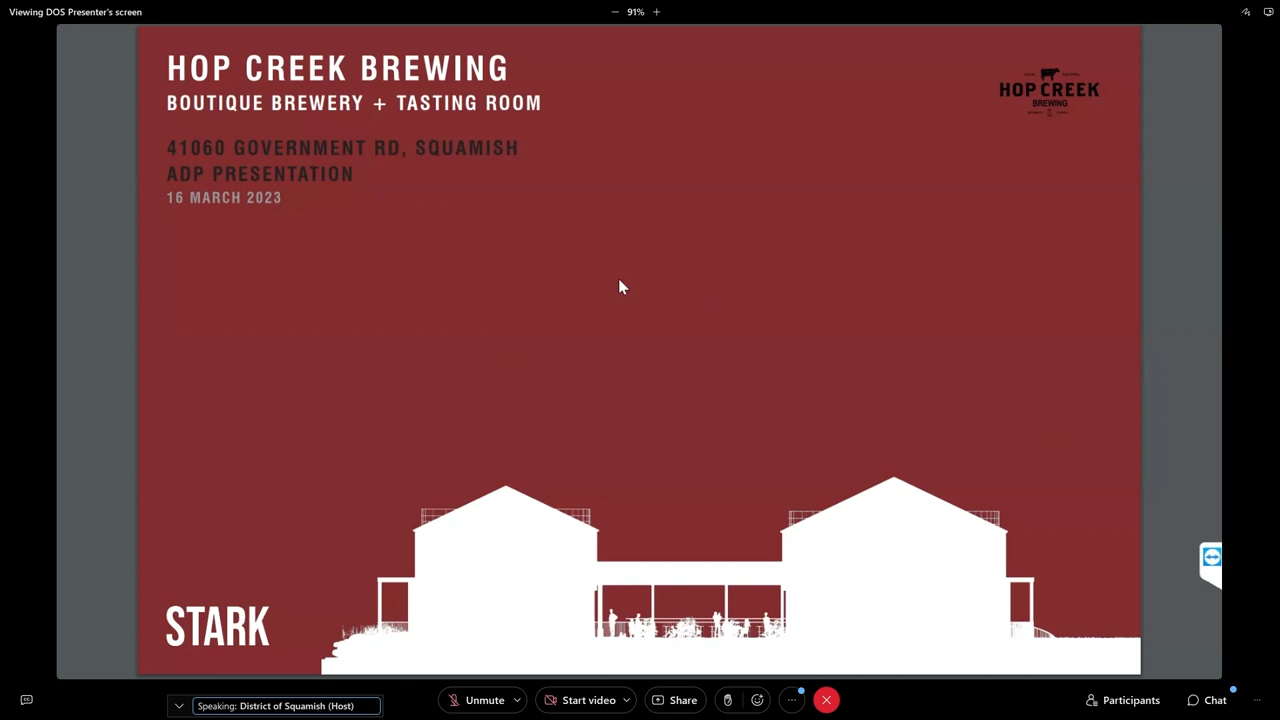 Viewing DOS Presenter's screen
− 91% +
HOP CREEK BREWING
BOUTIQUE BREWERY + TASTING ROOM
41060 GOVERNMENT RD, SQUAMISH
ADP PRESENTATION
16 MARCH 2023
HOP CREEK
BREWING
STARK
Speaking: District of Squamish (Host)
Unmute
Start video
Share
Participants
Chat